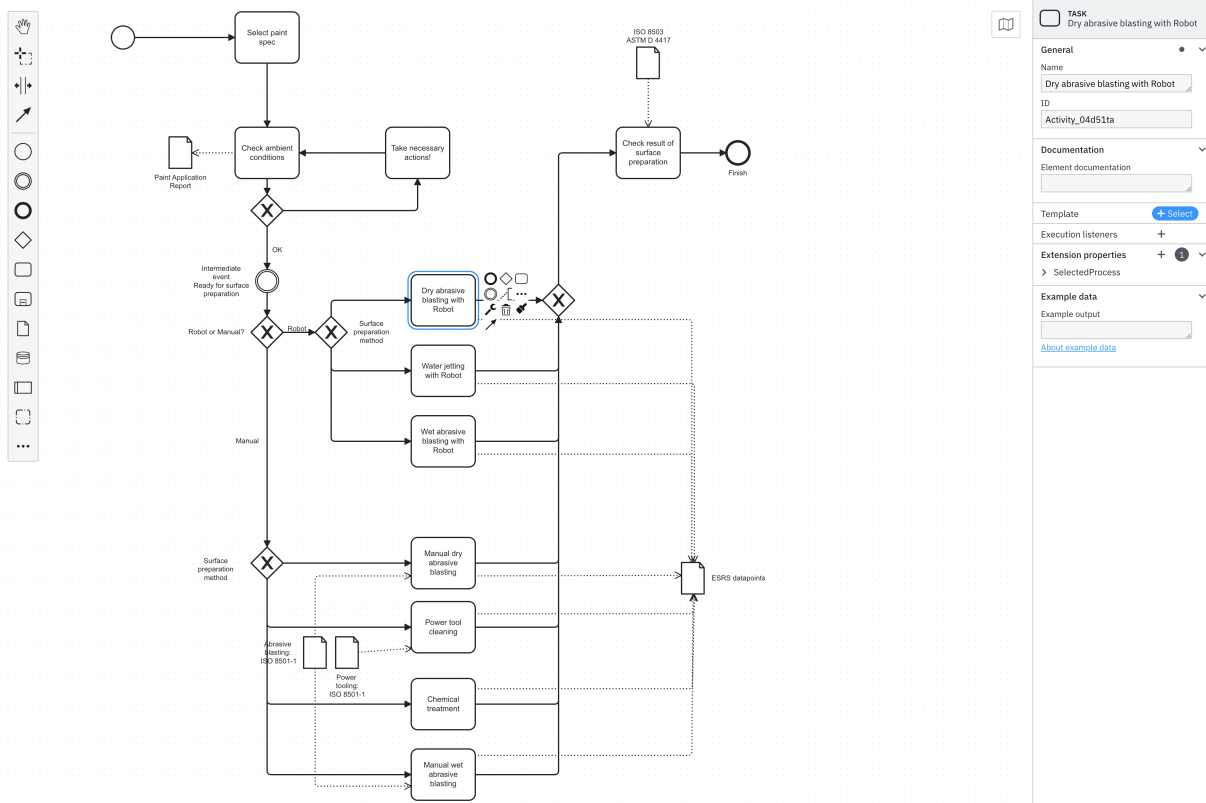 Select paint
spec
Check ambient
conditions
Take necessary
actions!
Paint Application
Report
OK
Intermediate
event
Ready for surface
preparation
Robot or Manual?
Robot
Surface
preparation
method
Manual
Surface
preparation
method
Abrasive
blasting:
ISO 8501-1
Power
tooling:
ISO 8501-1
Dry abrasive
blasting with
Robot
Water jetting
with Robot
Wet abrasive
blasting with
Robot
Manual dry
abrasive
blasting
Power tool
cleaning
Chemical
treatment
Manual wet
abrasive
blasting
ISO 8503
ASTM D 4417
Check result of
surface
preparation
Finish
ESRS datapoints
TASK
Dry abrasive blasting with Robot
General
Name
Dry abrasive blasting with Robot
ID
Activity_04d51ta
Documentation
Element documentation
Template
+ Select
Execution listeners
Extension properties
1
SelectedProcess
Example data
Example output
About example data